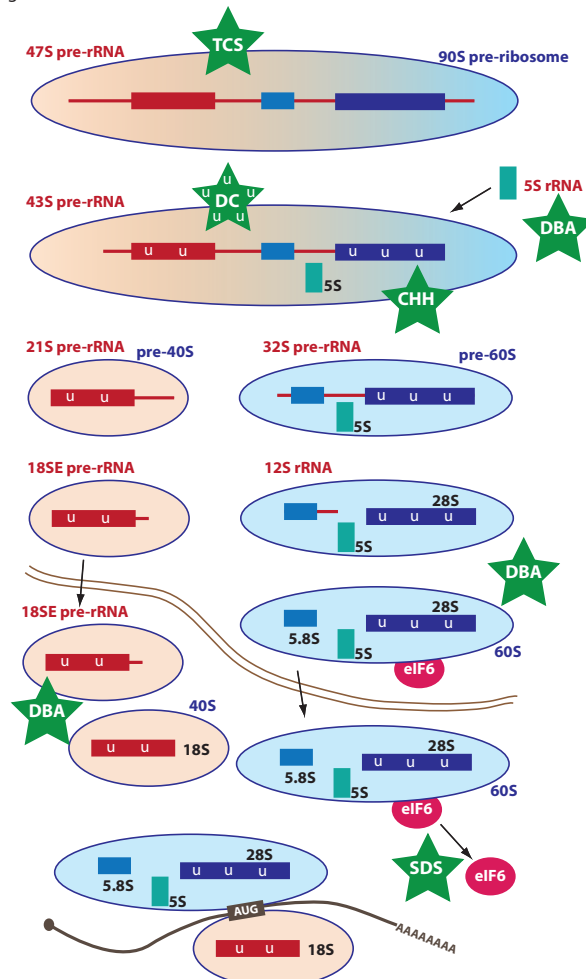 TCS
47S pre-rRNA
90S pre-ribosome
43S pre-rRNA
u
u u
DC
u u
5S rRNA
DBA
u u
u u u
5S
CHH
21S pre-rRNA
pre-40S
32S pre-rRNA
pre-60S
u u
u u u
5S
18SE pre-rRNA
12S rRNA
28S
u u
u u u
5S
DBA
18SE pre-rRNA
28S
u u u
5.8S
5S
60S
eIF6
u u
DBA
40S
u u
18S
28S
u u u
5.8S
5S
60S
eIF6
SDS
eIF6
28S
u u u
5.8S
5S
AUG
AAAAAAAA
u u
18S